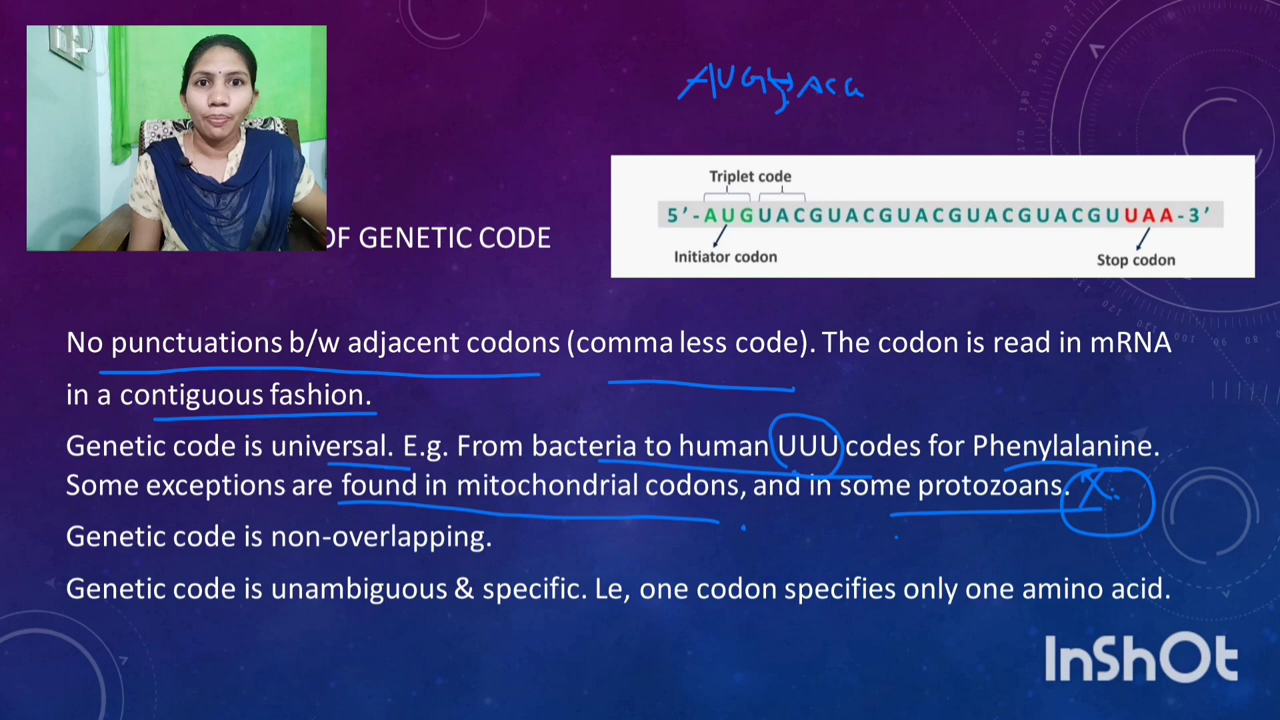 AUG
OF GENETIC CODE
Triplet code
5’-AUGUACGUACGUACGUACGUACGUUAA-3’
Initiator codon
Stop codon
No punctuations b/w adjacent codons (comma less code). The codon is read in mRNA
in a contiguous fashion.
Genetic code is universal. E.g. From bacteria to human UUU codes for Phenylalanine.
Some exceptions are found in mitochondrial codons, and in some protozoans.
Genetic code is non-overlapping.
Genetic code is unambiguous & specific. Le, one codon specifies only one amino acid.
InShOt